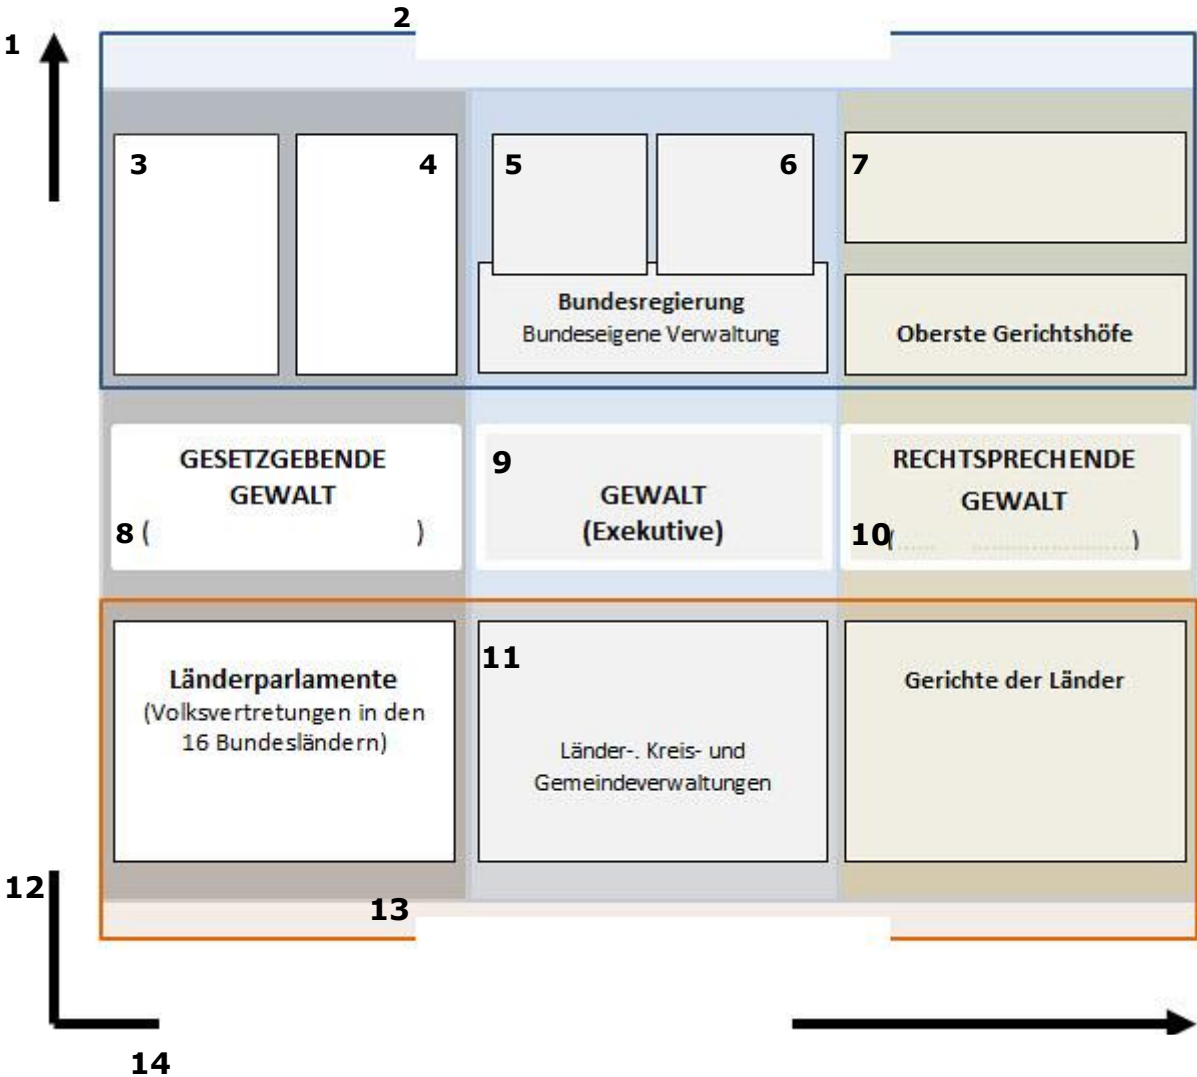 2
1
3 4 5 6 7
Bundesregierung
Bundeseigene Verwaltung
Oberste Gerichtshöfe
GESETZGEBENDE
GEWALT
8 ( )
9
GEWALT
(Exekutive)
RECHTSPRECHENDE
GEWALT
10( ...... ........................ )
Länderparlamente
(Volksvertretungen in den
16 Bundesländern)
11
Länder-. Kreis- und
Gemeindeverwaltungen
Gerichte der Länder
12
13
14